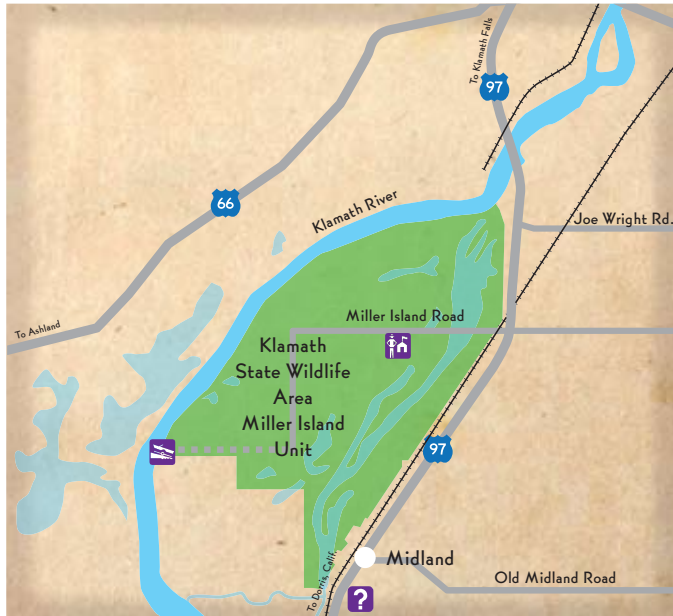 To Klamath Falls
97
66
Klamath River
Joe Wright Rd.
To Ashland
Miller Island Road
Klamath
State Wildlife
Area
Miller Island
Unit
97
To Dorris, Calif.
Midland
Old Midland Road
?